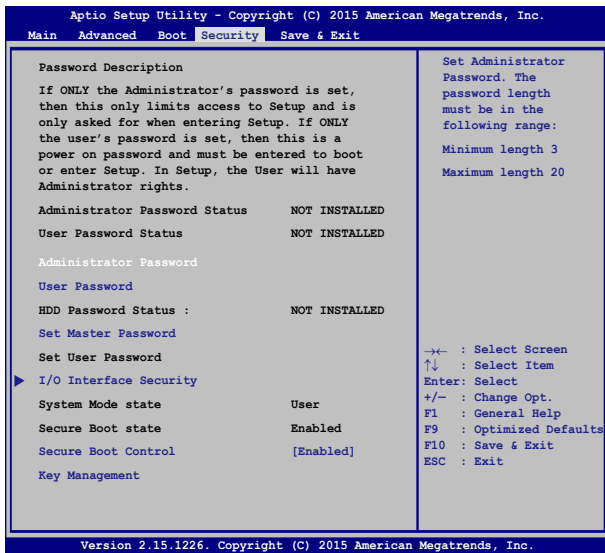 Aptio Setup Utility - Copyright (C) 2015 American Megatrends, Inc.
Main Advanced Boot Security Save & Exit
Password Description
If ONLY the Administrator's password is set,
then this only limits access to Setup and is
only asked for when entering Setup. If ONLY
the user's password is set, then this is a
power on password and must be entered to boot
or enter Setup. In Setup, the User will have
Administrator rights.
Administrator Password Status NOT INSTALLED
User Password Status NOT INSTALLED
Administrator Password
User Password
HDD Password Status : NOT INSTALLED
Set Master Password
Set User Password
I/O Interface Security
System Mode state User
Secure Boot state Enabled
Secure Boot Control [Enabled]
Key Management
Set Administrator
Password. The
password length
must be in the
following range:
Minimum length 3
Maximum length 20
→← : Select Screen
↑↓ : Select Item
Enter: Select
+/— : Change Opt.
F1 : General Help
F9 : Optimized Defaults
F10 : Save & Exit
ESC : Exit
Version 2.15.1226. Copyright (C) 2015 American Megatrends, Inc.